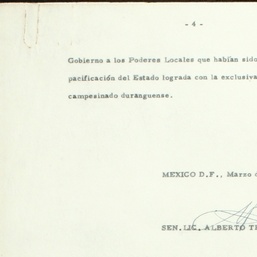 - 4 -
Gobierno a los Poderes Locales que habían sido
pacificación del Estado lograda con la exclusiva
campesinado duranguense.
MEXICO D.F., Marzo
SEN. LIC. ALBERTO